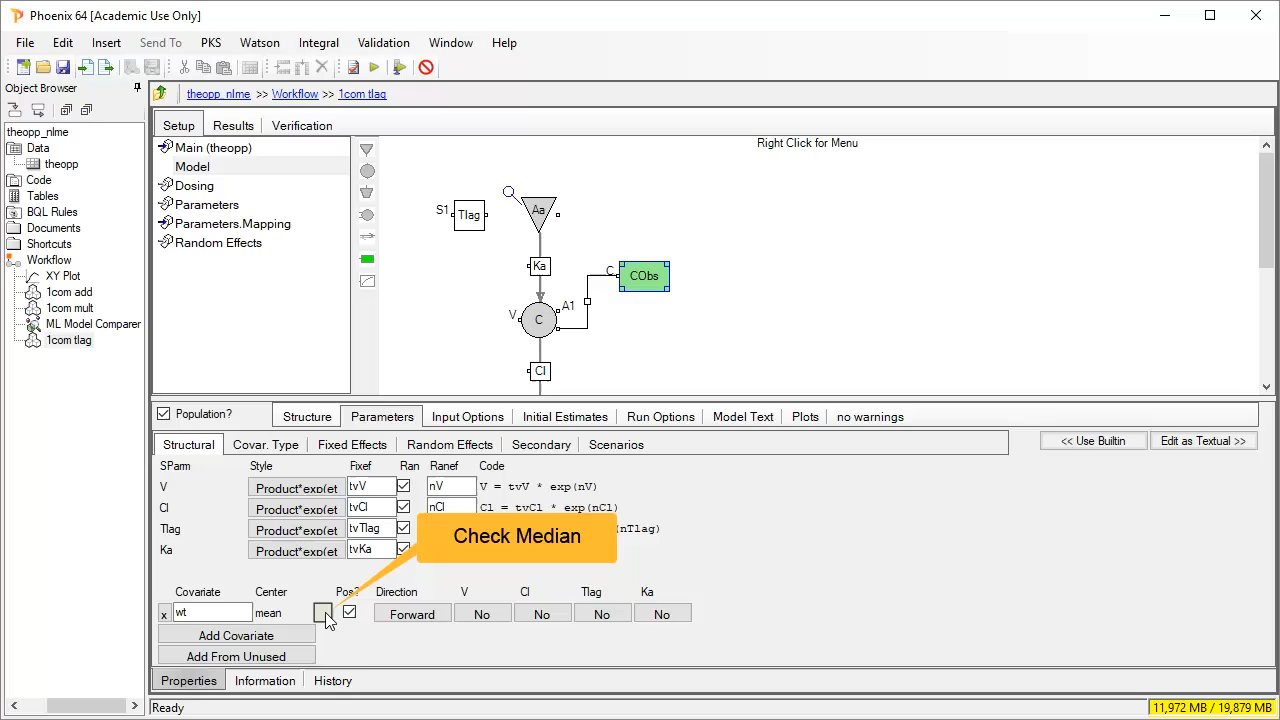 Phoenix 64 [Academic Use Only]
File Edit Insert Send To PKS Watson Integral Validation Window Help
Object Browser
theopp_nlme >> Workflow >> 1com tlag
theopp_nlme
Data
theopp
Code
Tables
BQL Rules
Documents
Shortcuts
Workflow
XY Plot
1com add
1com mult
ML Model Comparer
1com tlag
Setup Results Verification
Main (theopp)
Model
Dosing
Parameters
Parameters.Mapping
Random Effects
Right Click for Menu
S1 Tlag Aa
Ka
C CObs
A1
V C
Cl
Population? Structure Parameters Input Options Initial Estimates Run Options Model Text Plots no warnings
Structural Covar. Type Fixed Effects Random Effects Secondary Scenarios << Use Builtin Edit as Textual >>
SParm Style Fixef Ran Ranef Code
V Product*exp(et tvV nV V = tvV * exp(nV)
Cl Product*exp(et tvCl nCl Cl = tvCl * exp(nCl)
Tlag Product*exp(et tvTlag (nTlag)
Ka Product*exp(et tvKa
Check Median
Covariate Center Pos? Direction V Cl Tlag Ka
x wt mean Forward No No No No
Add Covariate
Add From Unused
Properties Information History
Ready 11,972 MB / 19,879 MB